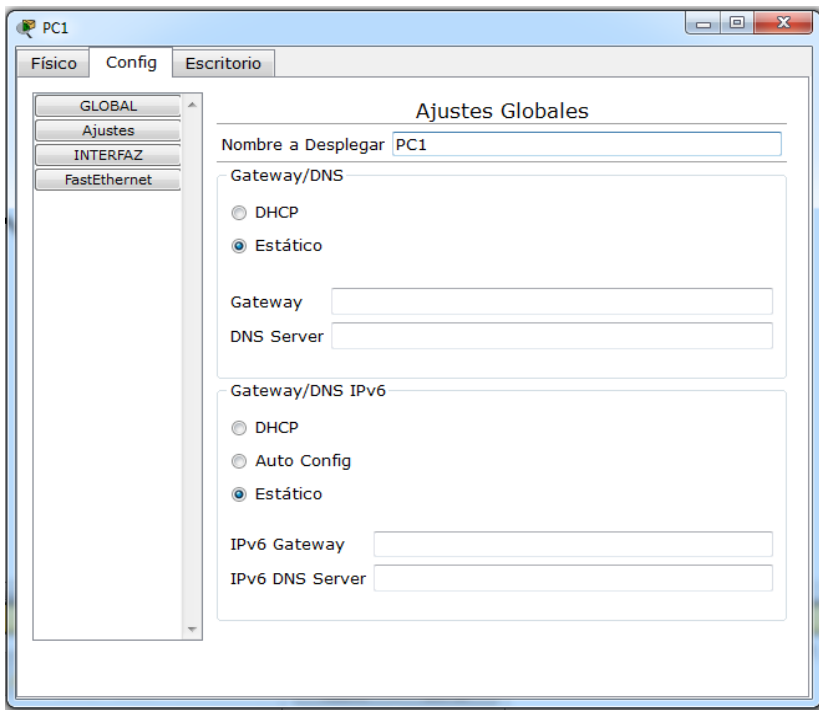 PC1
Físico Config Escritorio
GLOBAL
Ajustes
INTERFAZ
FastEthernet
Ajustes Globales
Nombre a Desplegar PC1
Gateway/DNS
DHCP
Estático
Gateway
DNS Server
Gateway/DNS IPv6
DHCP
Auto Config
Estático
IPv6 Gateway
IPv6 DNS Server